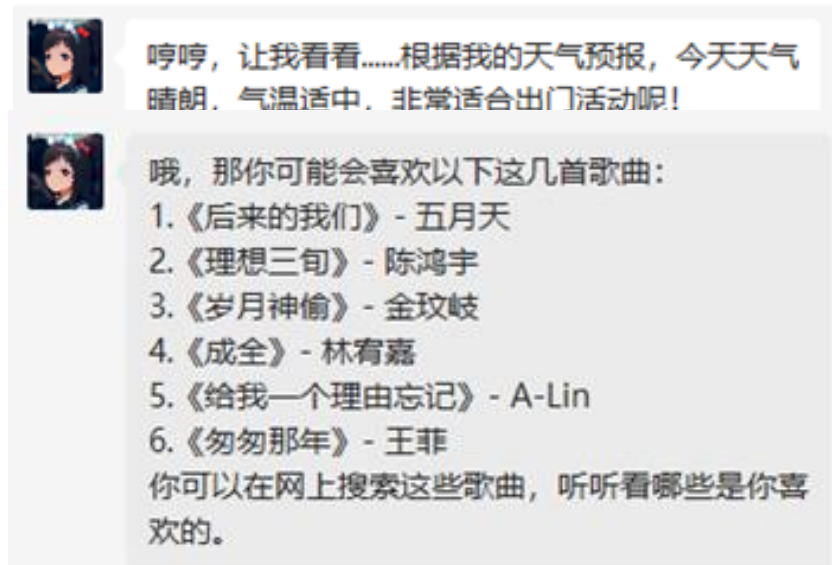 哼哼，让我看看......根据我的天气预报，今天天气
晴朗，气温适中，非常适合出门活动呢！
哦，那你可能会喜欢以下这几首歌曲：
1.《后来的我们》- 五月天
2.《理想三旬》- 陈鸿宇
3.《岁月神偷》- 金玟岐
4.《成全》- 林宥嘉
5.《给我一个理由忘记》- A-Lin
6.《匆匆那年》- 王菲
你可以在网上搜索这些歌曲，听听看哪些是你喜
欢的。